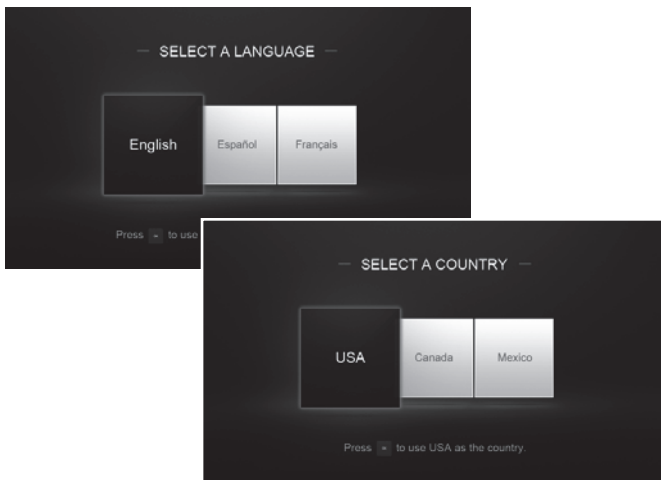 — SELECT A LANGUAGE —
English
Español
Français
Press - to use
— SELECT A COUNTRY —
USA
Canada
Mexico
Press - to use USA as the country.